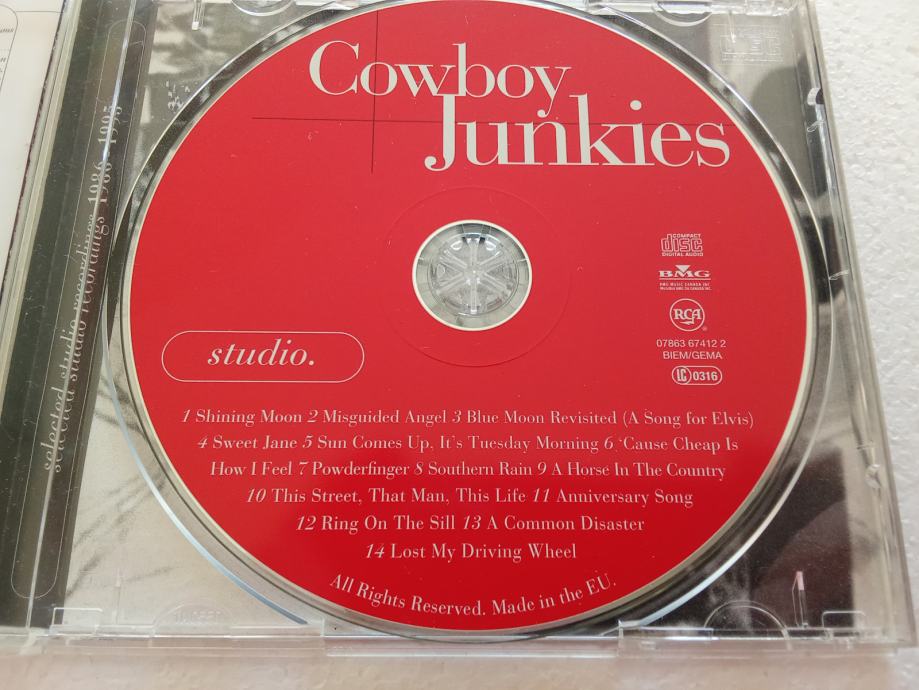 Cowboy
Junkies
selected studio recordings 1986-1995
COMPACT
disc
DIGITAL AUDIO
BMG
BMG MUSIC CANADA INC.
RCA
07863 67412 2
BIEM/GEMA
LC 0316
studio.
1 Shining Moon 2 Misguided Angel 3 Blue Moon Revisited (A Song for Elvis)
4 Sweet Jane 5 Sun Comes Up, It's Tuesday Morning 6 'Cause Cheap Is
How I Feel 7 Powderfinger 8 Southern Rain 9 A Horse In The Country
10 This Street, That Man, This Life 11 Anniversary Song
12 Ring On The Sill 13 A Common Disaster
14 Lost My Driving Wheel
All Rights Reserved. Made in the EU.